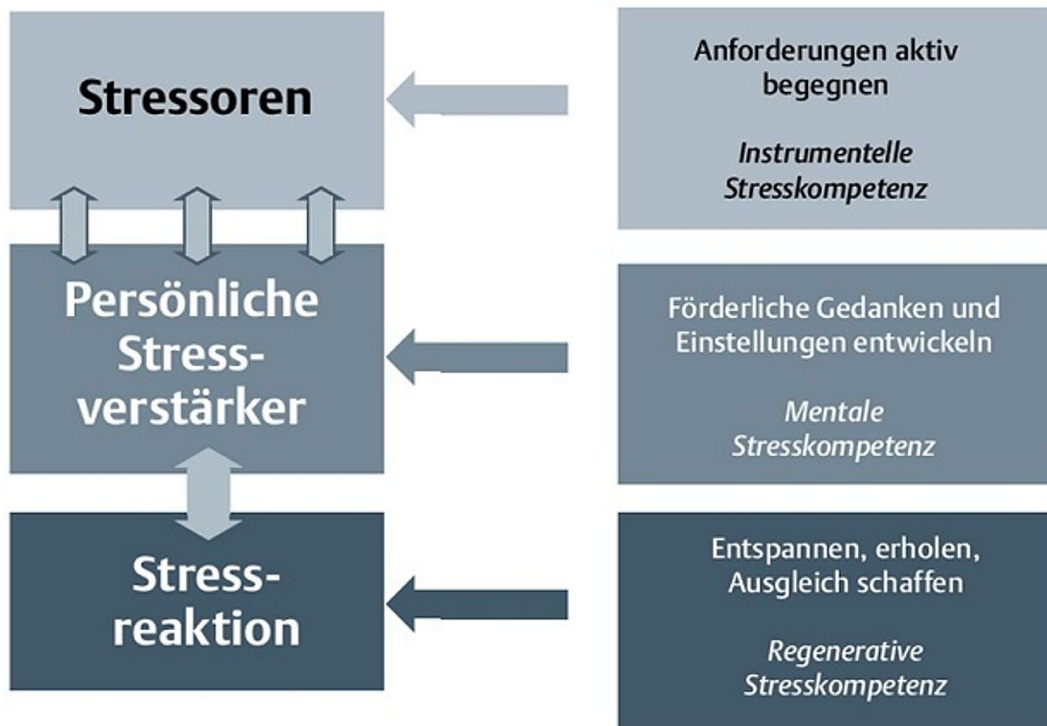 Stressoren
Anforderungen aktiv
begegnen
Instrumentelle
Stresskompetenz
Persönliche
Stress-
verstärker
Förderliche Gedanken und
Einstellungen entwickeln
Mentale
Stresskompetenz
Stress-
reaktion
Entspannen, erholen,
Ausgleich schaffen
Regenerative
Stresskompetenz